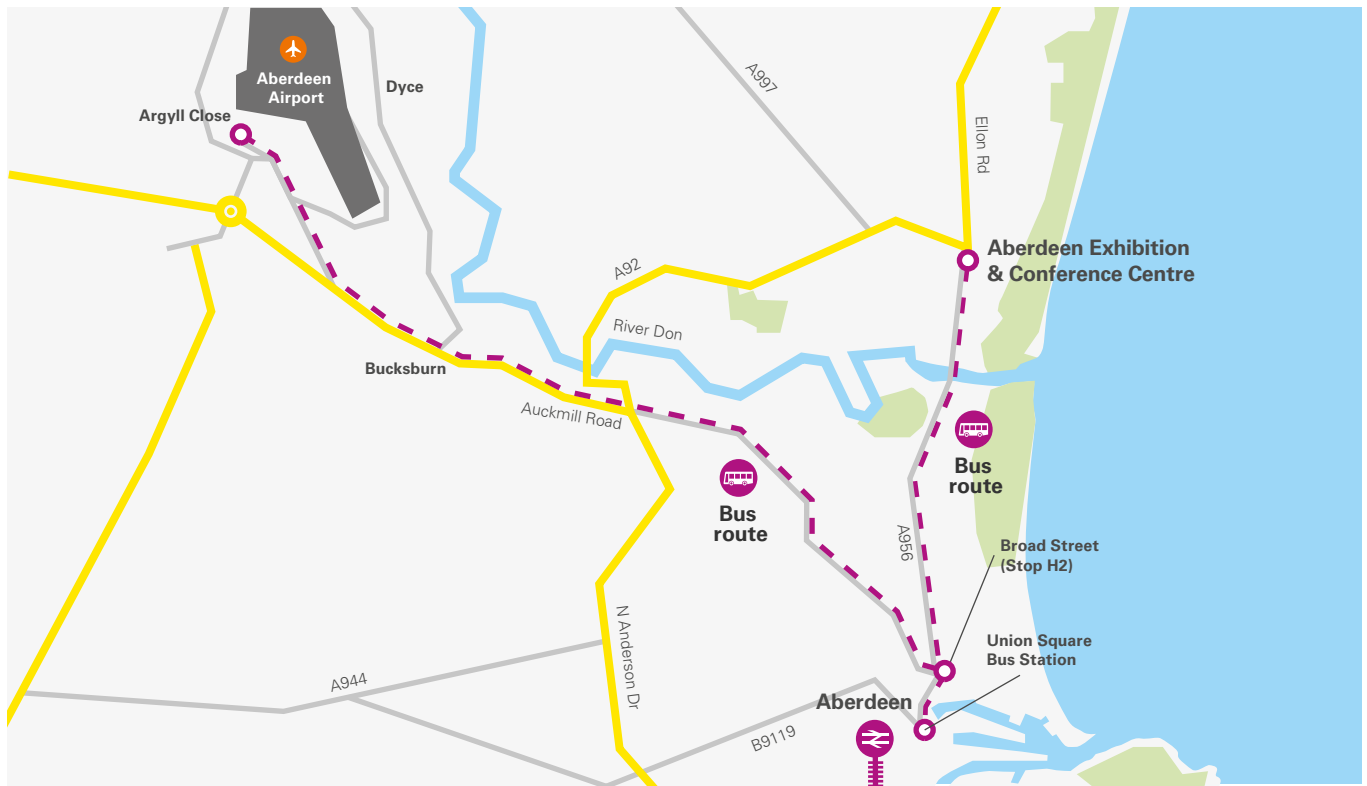 Aberdeen
Airport
Dyce
Argyll Close
A997
Ellon Rd
Aberdeen Exhibition
& Conference Centre
A92
River Don
Bucksburn
Auckmill Road
Bus
route
Bus
route
A956
Broad Street
(Stop H2)
Union Square
Bus Station
N Anderson Dr
A944
Aberdeen
B9119